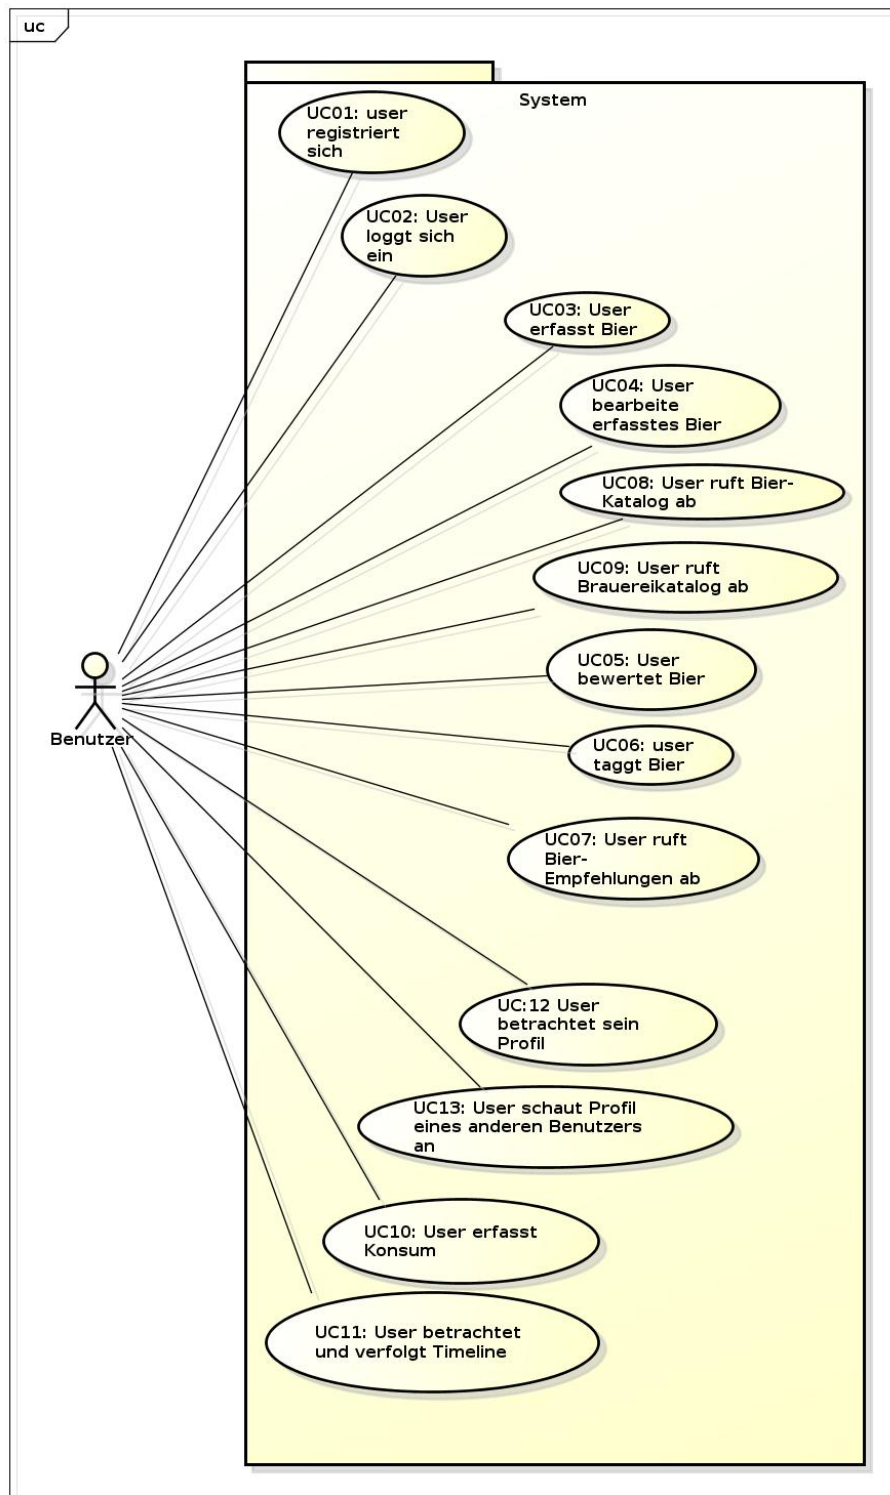 uc
System
UC01: user
registriert
sich
UC02: User
loggt sich
ein
UC03: User
erfasst Bier
UC04: User
bearbeite
erfasstes Bier
UC08: User ruft Bier-
Katalog ab
UC09: User ruft
Brauereikatalog ab
UC05: User
bewertet Bier
Benutzer
UC06: user
taggt Bier
UC07: User ruft
Bier-
Empfehlungen ab
UC:12 User
betrachtet sein
Profil
UC13: User schaut Profil
eines anderen Benutzers
an
UC10: User erfasst
Konsum
UC11: User betrachtet
und verfolgt Timeline